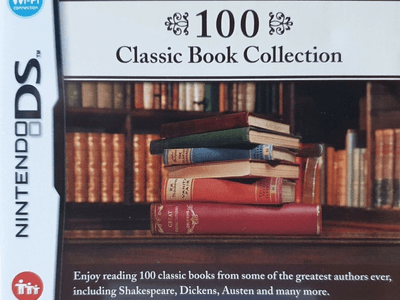 Wi-Fi
CONNECTION
NINTENDO DS
TM
100
Classic Book Collection
Enjoy reading 100 classic books from some of the greatest authors ever,
including Shakespeare, Dickens, Austen and many more.